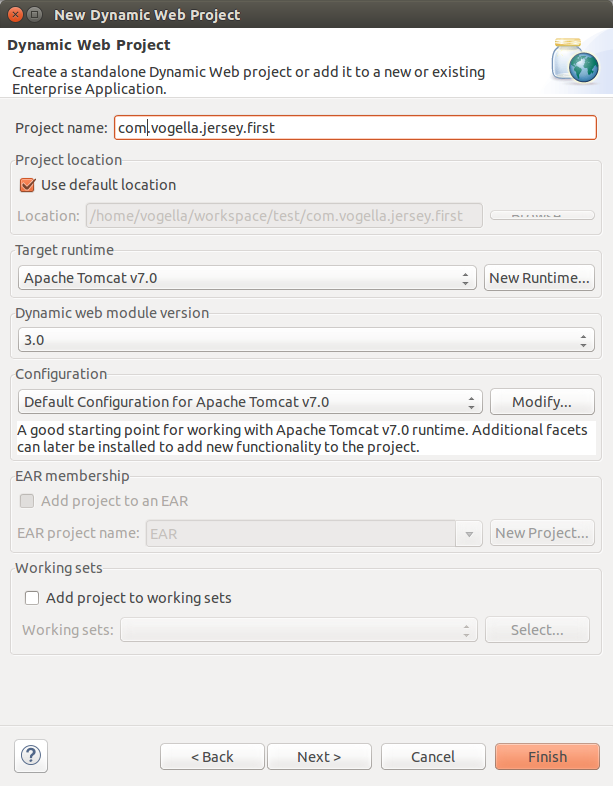 New Dynamic Web Project
Dynamic Web Project
Create a standalone Dynamic Web project or add it to a new or existing
Enterprise Application.
Project name: com.vogella.jersey.first
Project location
Use default location
Location: /home/vogella/workspace/test/com.vogella.jersey.first
Target runtime
Apache Tomcat v7.0 New Runtime...
Dynamic web module version
3.0
Configuration
Default Configuration for Apache Tomcat v7.0 Modify...
A good starting point for working with Apache Tomcat v7.0 runtime. Additional facets
can later be installed to add new functionality to the project.
EAR membership
Add project to an EAR
EAR project name: EAR New Project...
Working sets
Add project to working sets
Working sets: Select...
? < Back Next > Cancel Finish